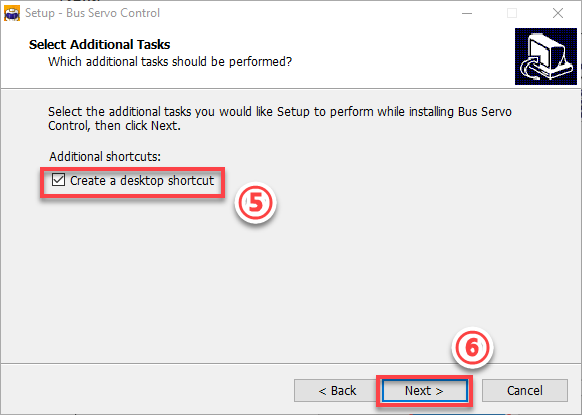 Setup - Bus Servo Control
Select Additional Tasks
Which additional tasks should be performed?
Select the additional tasks you would like Setup to perform while installing Bus Servo
Control, then click Next.
Additional shortcuts:
Create a desktop shortcut
5
6
< Back
Next >
Cancel